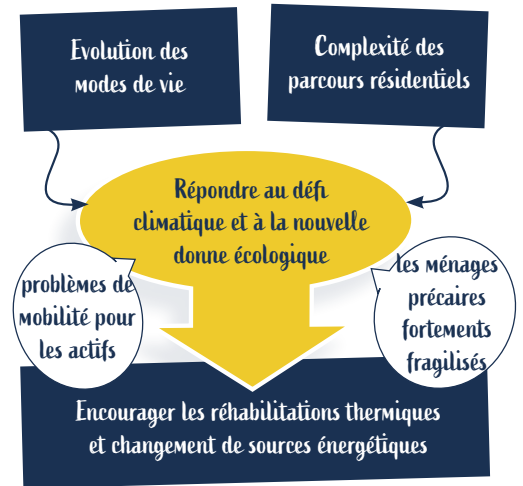 Evolution des
modes de vie
Complexité des
parcours résidentiels
Répondre au défi
climatique et à la nouvelle
donne écologique
problèmes de
mobilité pour
les actifs
les ménages
précaires
fortements
fragilisés
Encourager les réhabilitations thermiques
et changement de sources énergétiques